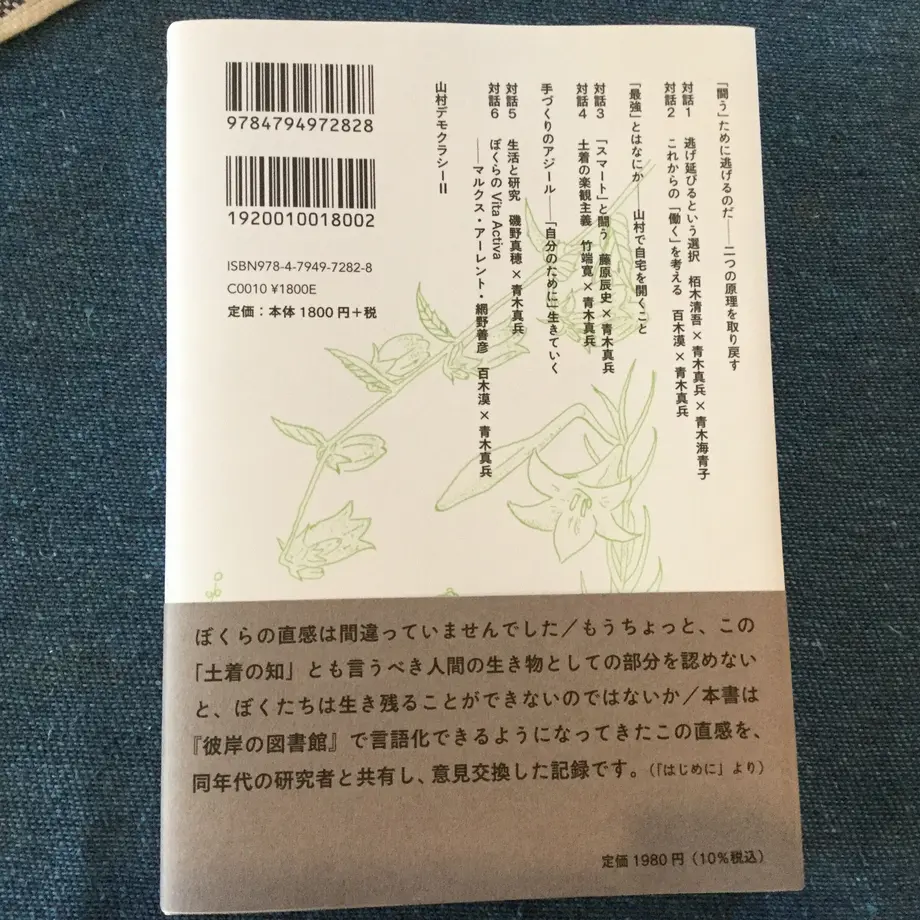 「闘う」ために逃げるのだ——二つの原理を取り戻す
対話1　逃げ延びるという選択　栢木清吾×青木真兵×青木海青子
対話2　これからの「働く」を考える　百木漠×青木真兵
「最強」とはなにか——山村で自宅を開くこと
対話3　「スマート」と闘う　藤原辰史×青木真兵
対話4　土着の楽観主義　竹端寛×青木真兵
手づくりのアジール——「自分のために」生きていく
対話5　生活と研究　磯野真穂×青木真兵
対話6　ぼくらのVita Activa
——マルクス・アーレント・網野善彦　百木漠×青木真兵
山村デモクラシーII
9784794972828
1920010018002
ISBN978-4-7949-7282-8
C0010 ¥1800E
定価：本体1800円＋税
ぼくらの直感は間違っていませんでした／もうちょっと、この
「土着の知」とも言うべき人間の生き物としての部分を認めない
と、ぼくたちは生き残ることができないのではないか／本書は
『彼岸の図書館』で言語化できるようになってきたこの直感を、
同年代の研究者と共有し、意見交換した記録です。（「はじめに」より）
定価1980円（10%税込）